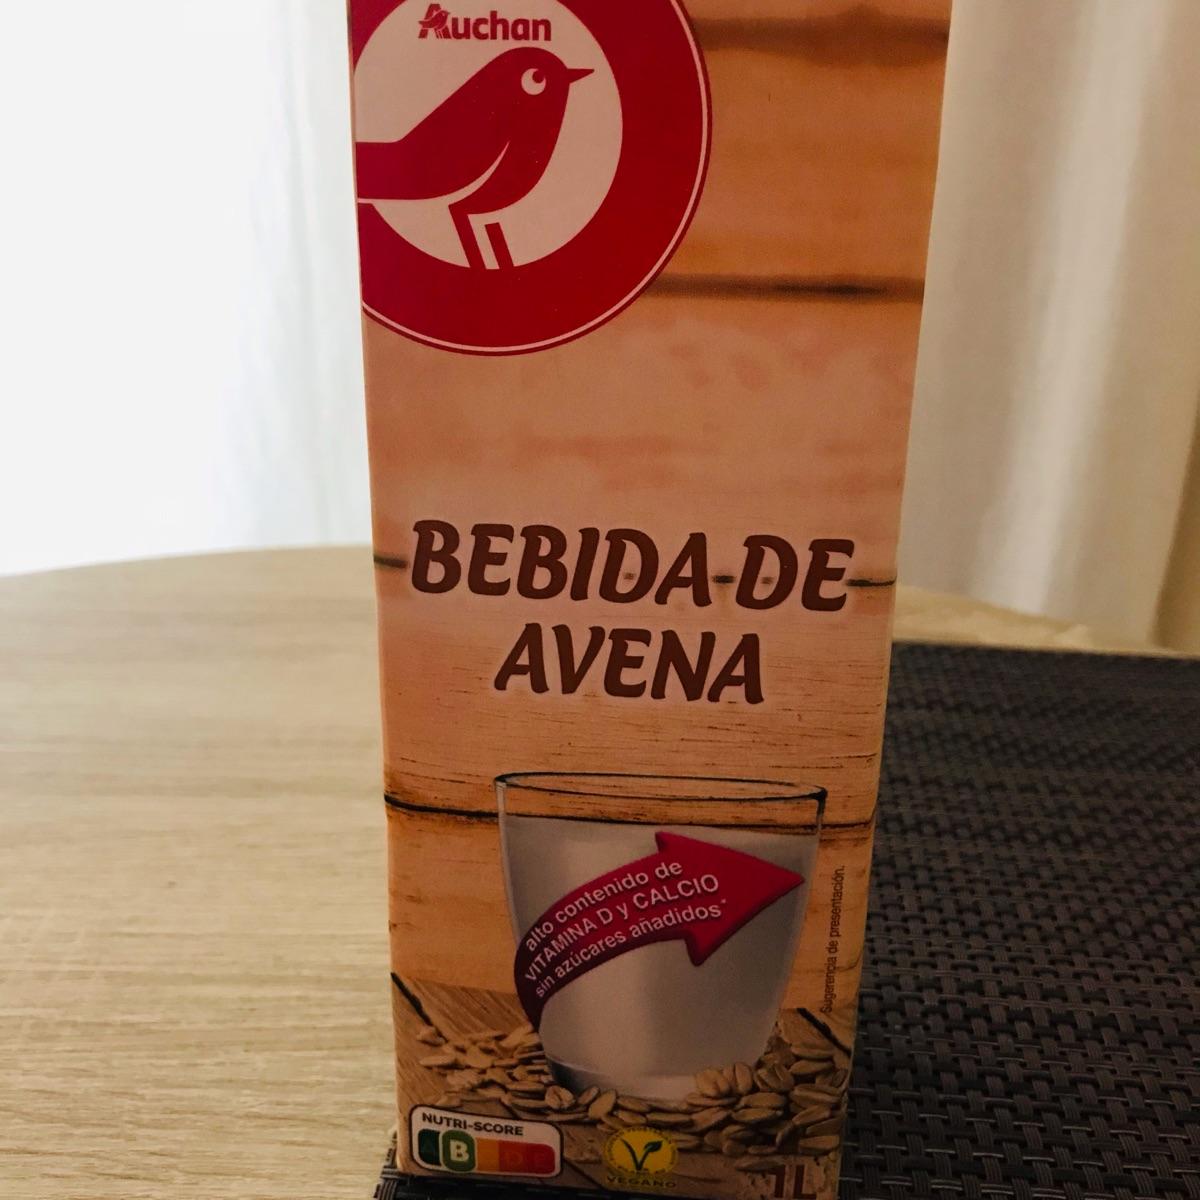 Auchan
BEBIDA DE
AVENA
alto contenido de
VITAMINA D y CALCIO
sin azúcares añadidos*
Sugerencia de presentación.
NUTRI-SCORE
B D E
VEGANO
1L